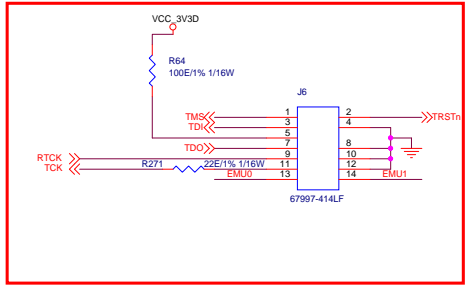 VCC_3V3D
R64
100E/1% 1/16W
J6
TMS 1 2 TRSTn
TDI 3 4
5
TDO 7 8
RTCK 9 10
TCK R271 22E/1% 1/16W 11 12
EMU0 13 14 EMU1
67997-414LF